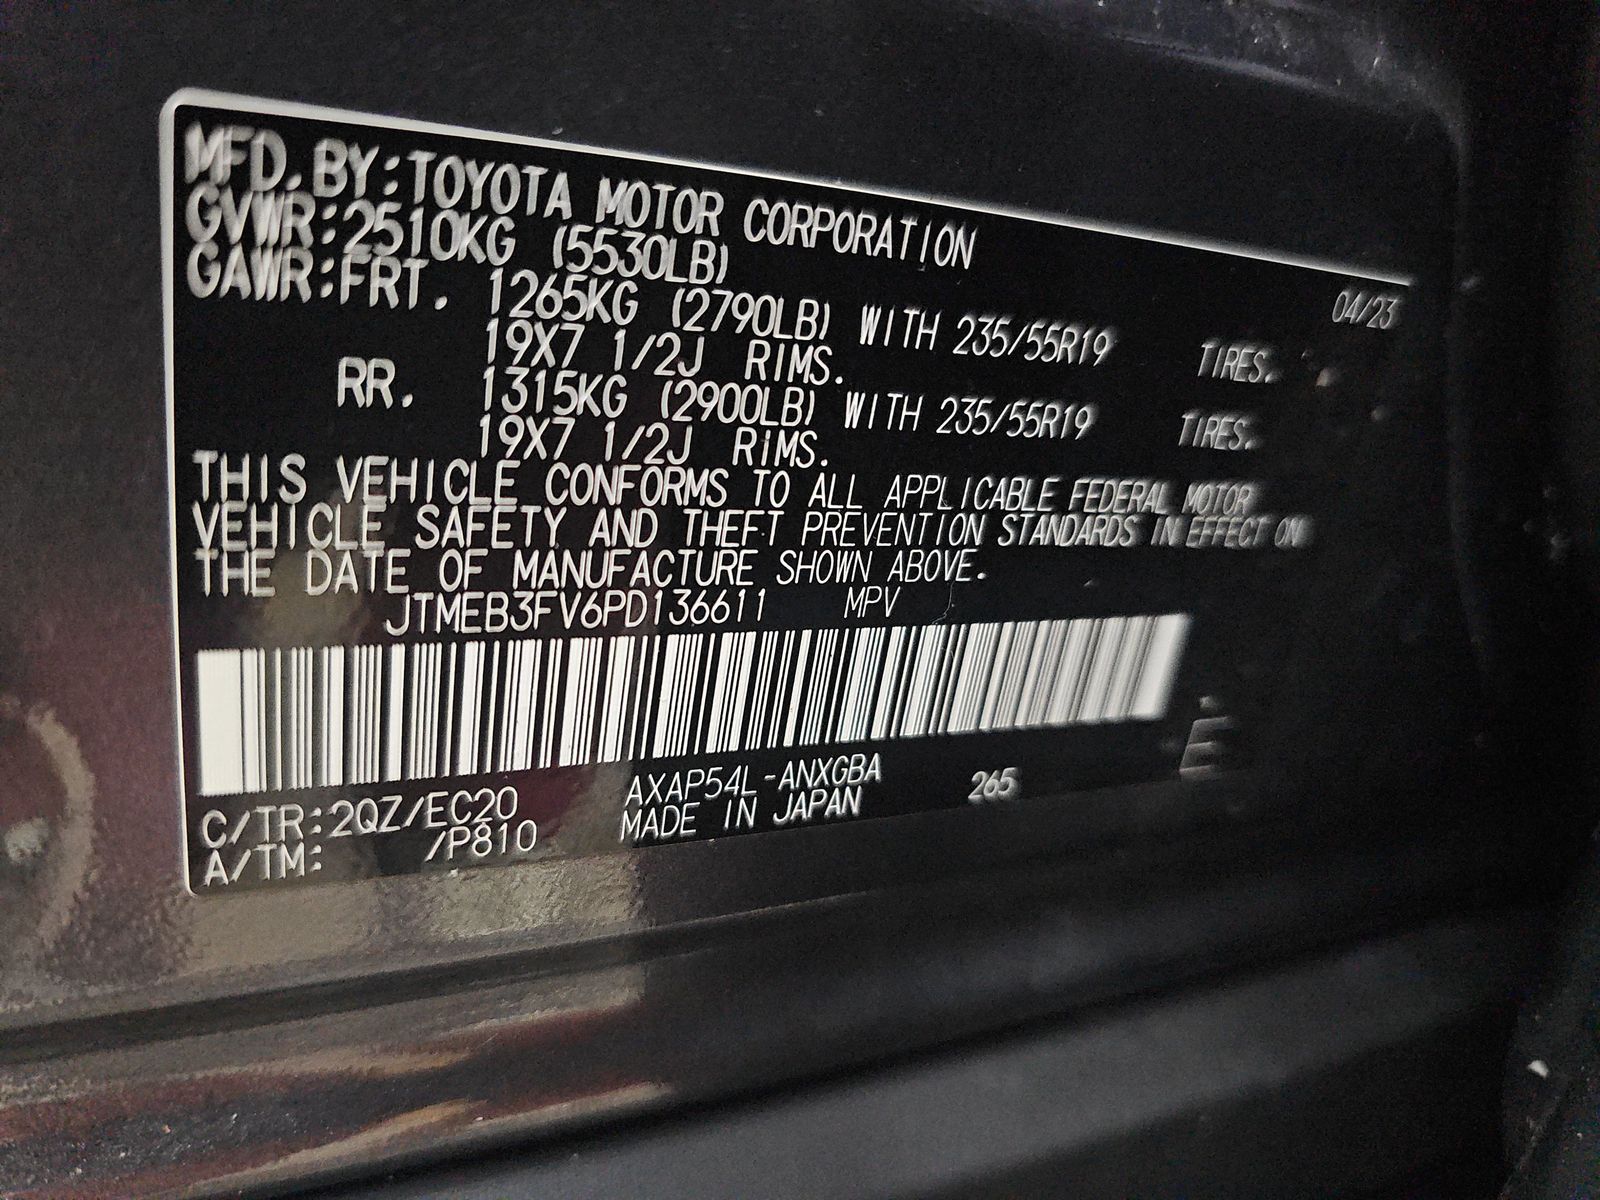 MFD. BY: TOYOTA MOTOR CORPORATION 04/23
GVWR: 2510KG (5530LB)
GAWR: FRT. 1265KG (2790LB) WITH 235/55R19 TIRES.
19X7 1/2J RIMS.
RR. 1315KG (2900LB) WITH 235/55R19 TIRES.
19X7 1/2J RIMS.
THIS VEHICLE CONFORMS TO ALL APPLICABLE FEDERAL MOTOR
VEHICLE SAFETY AND THEFT PREVENTION STANDARDS IN EFFECT ON
THE DATE OF MANUFACTURE SHOWN ABOVE.
JTMEB3FV6PD136611 MPV
C/TR: 2QZ/EC20 AXAP54L-ANXGBA 265
A/TM: /P810 MADE IN JAPAN